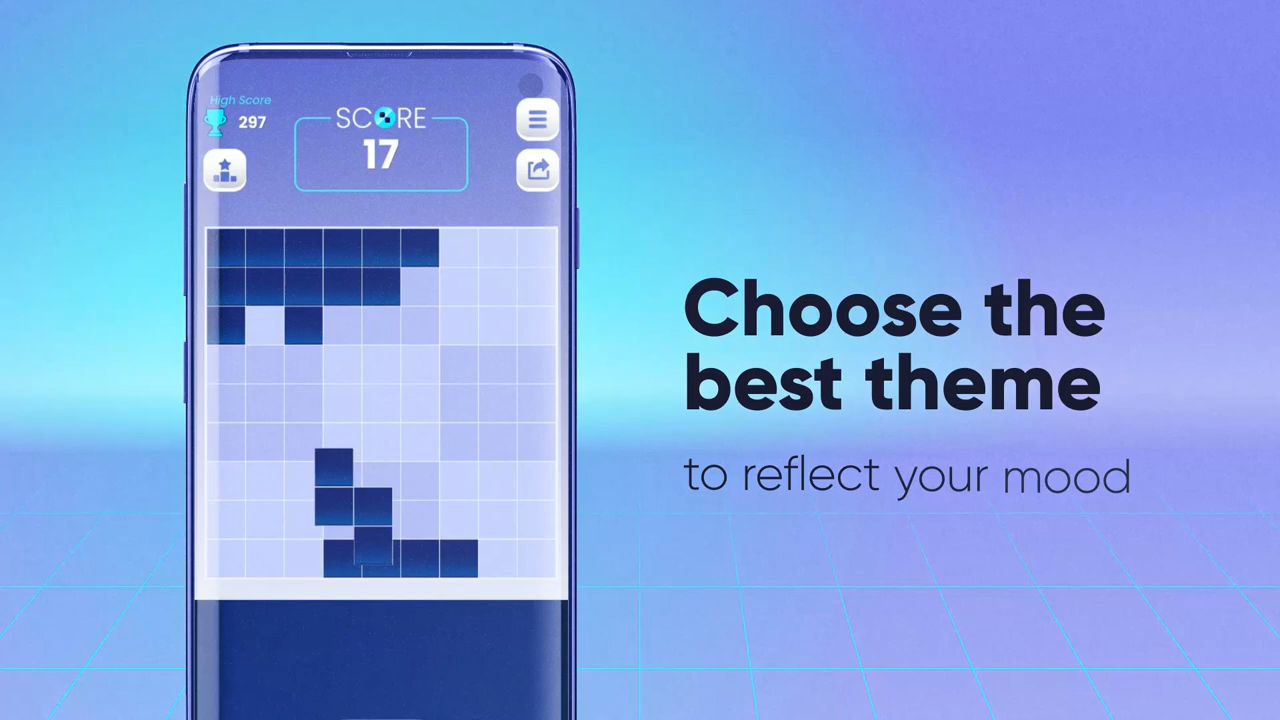 High Score
297
SCORE
17
Choose the
best theme
to reflect your mood